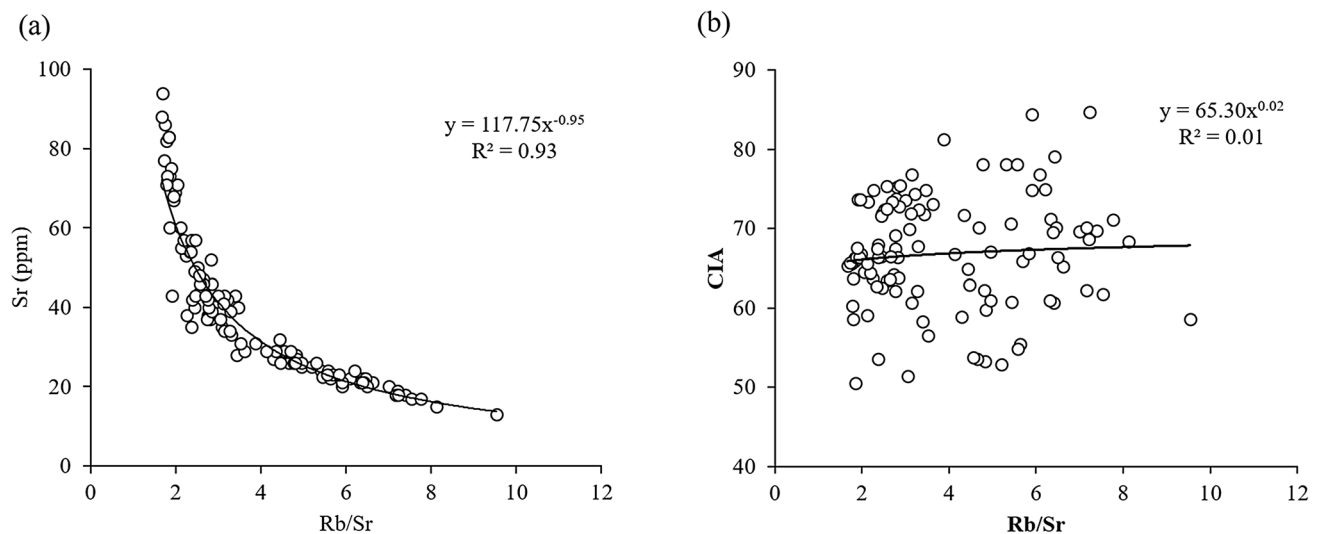 (a)
100
80
60
40
20
0
Sr (ppm)
y = 117.75x^-0.95
R² = 0.93
0 2 4 6 8 10 12
Rb/Sr
(b)
90
80
70
60
50
40
CIA
y = 65.30x^0.02
R² = 0.01
0 2 4 6 8 10 12
Rb/Sr